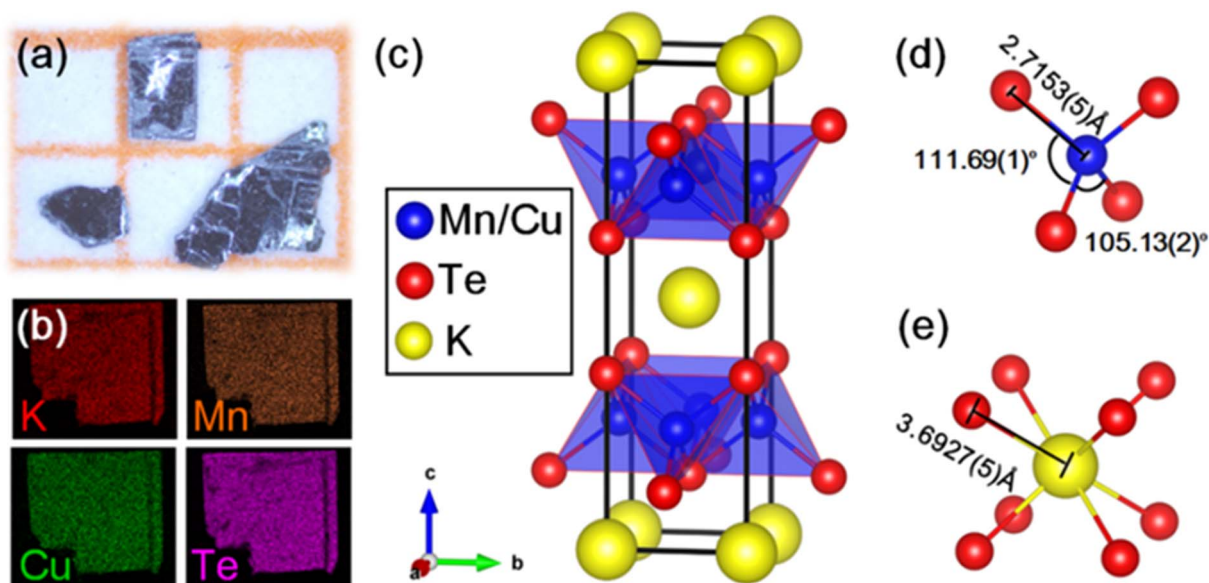 (a)
(b)
K
Mn
Cu
Te
(c)
Mn/Cu
Te
K
c
a
b
(d)
2.7153(5)Å
111.69(1)°
105.13(2)°
(e)
3.6927(5)Å